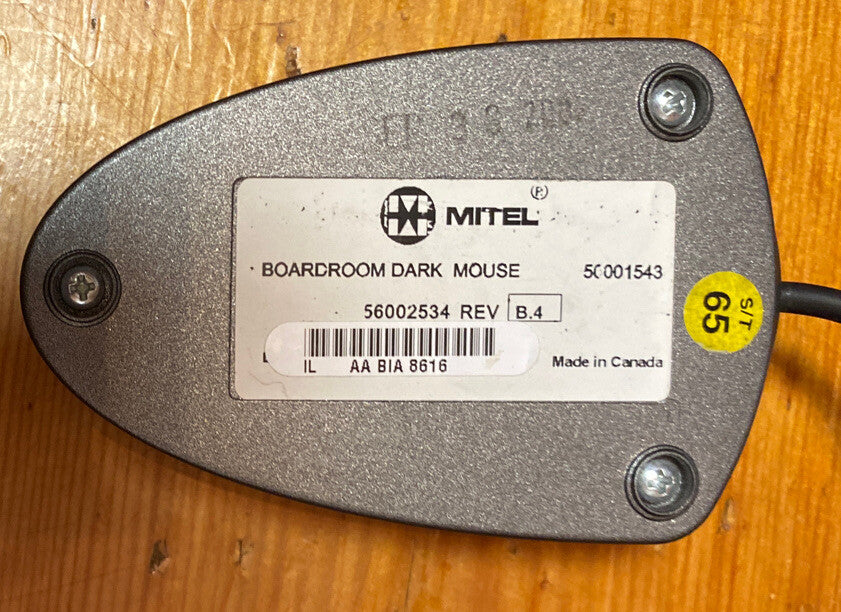 MITEL®
BOARDROOM DARK MOUSE 50001543
56002534 REV B.4
IL AA BIA 8616
Made in Canada
S/T
65